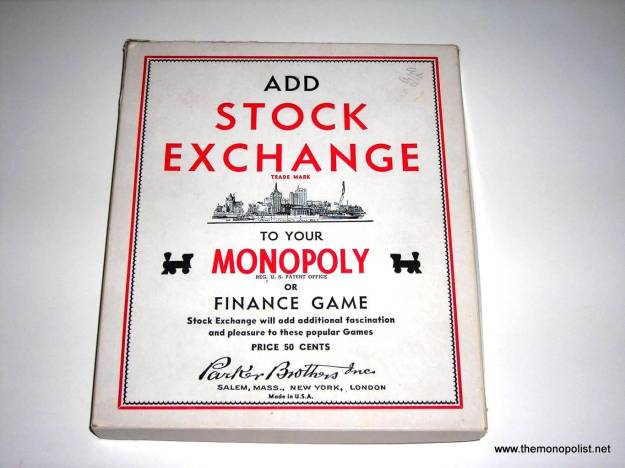 ADD
STOCK
EXCHANGE
TRADE MARK
TO YOUR
MONOPOLY
REG. U. S. PATENT OFFICE
OR
FINANCE GAME
Stock Exchange will add additional fascination
and pleasure to these popular Games
PRICE 50 CENTS
Parker Brothers Inc.
SALEM, MASS., NEW YORK, LONDON
Made in U.S.A.
www.themonopolist.net